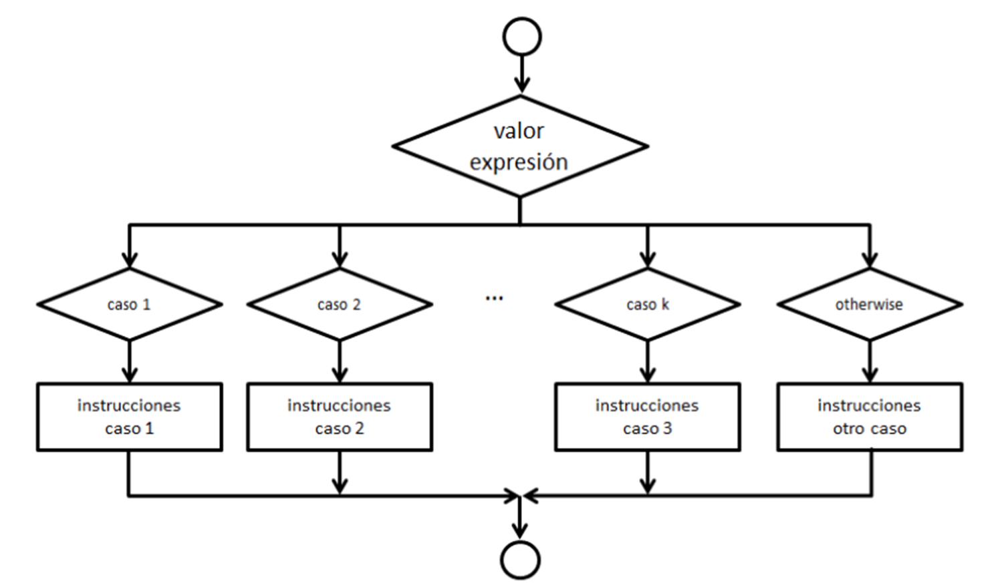 valor
expresión
caso 1
caso 2
...
caso k
otherwise
instrucciones
caso 1
instrucciones
caso 2
instrucciones
caso 3
instrucciones
otro caso